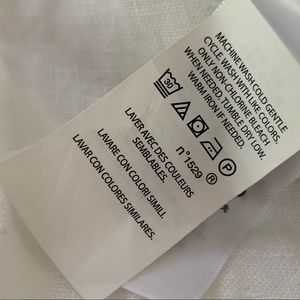 MACHINE WASH COLD GENTLE
CYCLE. WASH WITH LIKE COLORS.
ONLY NON-CHLORINE BLEACH
WHEN NEEDED. TUMBLE DRY LOW.
WARM IRON IF NEEDED.
30 P
n°1529 ®
LAVER AVEC DES COULEURS
SEMBLABLES.
LAVARE CON COLORI SIMILI.
LAVAR CON COLORES SIMILARES.